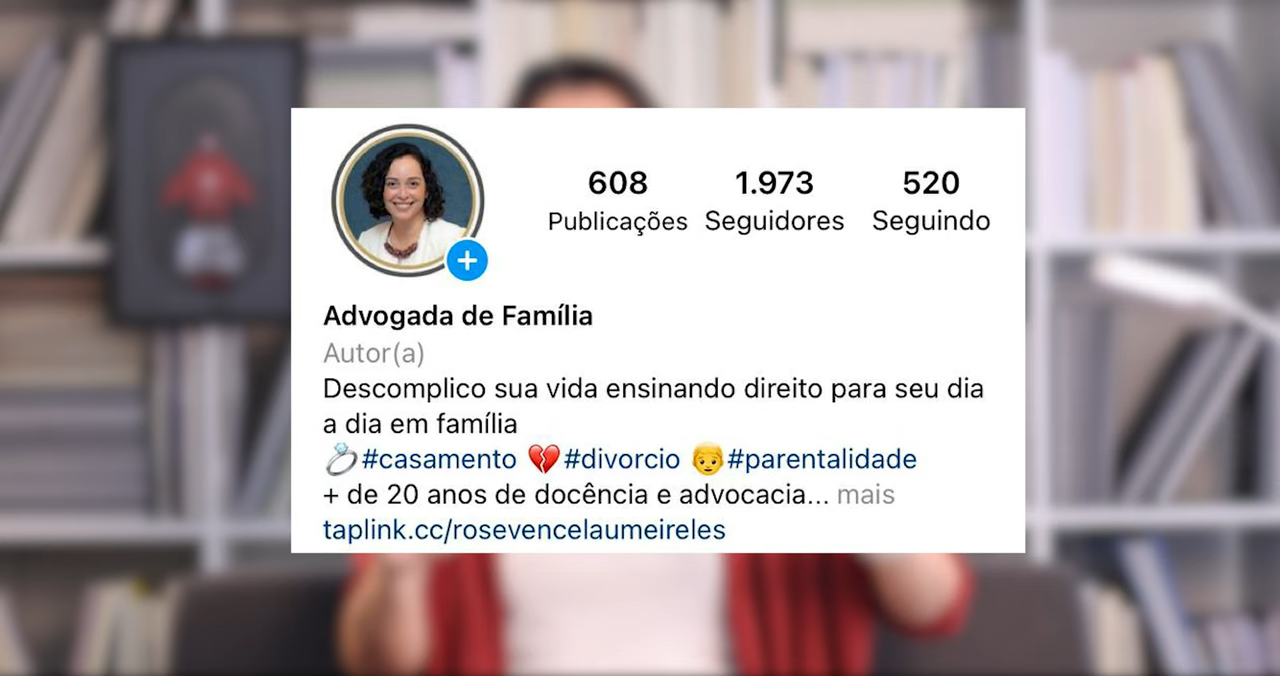 608 1.973 520
Publicações Seguidores Seguindo
Advogada de Família
Autor(a)
Descomplico sua vida ensinando direito para seu dia
a dia em família
💍#casamento 💔#divorcio 👦#parentalidade
+ de 20 anos de docência e advocacia... mais
taplink.cc/rosevencelaumeireles